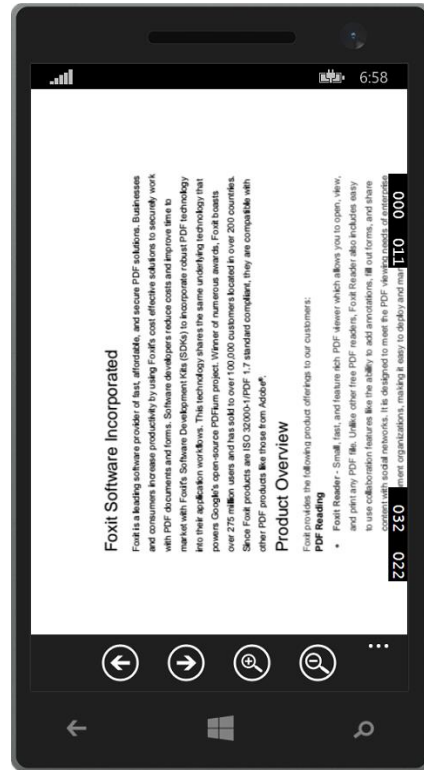 6:58
Foxit Software Incorporated
Foxit is a leading software provider of fast, affordable, and secure PDF solutions. Businesses
and consumers increase productivity by using Foxit's cost effective solutions to securely work
with PDF documents and forms. Software developers reduce costs and improve time to
market with Foxit's Software Development Kits (SDKs) to incorporate robust PDF technology
into their application workflows. This technology shares the same underlying technology that
powers Google's open-source PDFium project. Winner of numerous awards, Foxit boasts
over 275 million users and has sold to over 100,000 customers located in over 200 countries.
Since Foxit products are ISO 32000-1/PDF 1.7 standard compliant, they are compatible with
other PDF products like those from Adobe®.
Product Overview
Foxit provides the following product offerings to our customers:
PDF Reading
• Foxit Reader - Small, fast, and feature rich PDF viewer which allows you to open, view,
and print any PDF file. Unlike other free PDF readers, Foxit Reader also includes easy
to use collaboration features like the ability to add annotations, fill out forms, and share
content with social networks. It is designed to meet the PDF viewing needs of enterprise
organizations, making it easy to deploy and
000 011
032 022